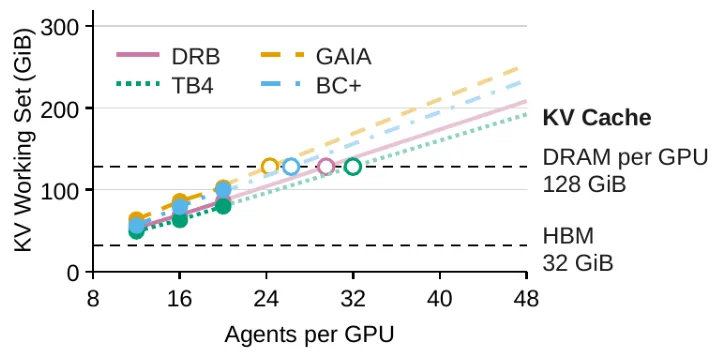 KV Working Set (GiB)
300
200
100
0
DRB
GAIA
TB4
BC+
8
16
24
32
40
48
Agents per GPU
KV Cache
DRAM per GPU
128 GiB
HBM
32 GiB